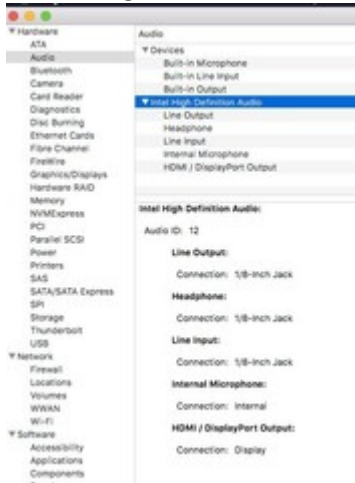 Hardware
ATA
Audio
Bluetooth
Camera
Card Reader
Diagnostics
Disc Burning
Ethernet Cards
Fibre Channel
FireWire
Graphics/Displays
Hardware RAID
Memory
NVMExpress
PCI
Parallel SCSI
Power
Printers
SAS
SATA/SATA Express
SPI
Storage
Thunderbolt
USB
Network
Firewall
Locations
Volumes
WWAN
Wi-Fi
Software
Accessibility
Applications
Components
Audio
Devices
Built-in Microphone
Built-in Line Input
Built-in Output
Intel High Definition Audio
Line Output
Headphone
Line Input
Internal Microphone
HDMI / DisplayPort Output
Intel High Definition Audio:
Audio ID: 12
Line Output:
Connection: 1/8-Inch Jack
Headphone:
Connection: 1/8-Inch Jack
Line Input:
Connection: 1/8-Inch Jack
Internal Microphone:
Connection: Internal
HDMI / DisplayPort Output:
Connection: Display